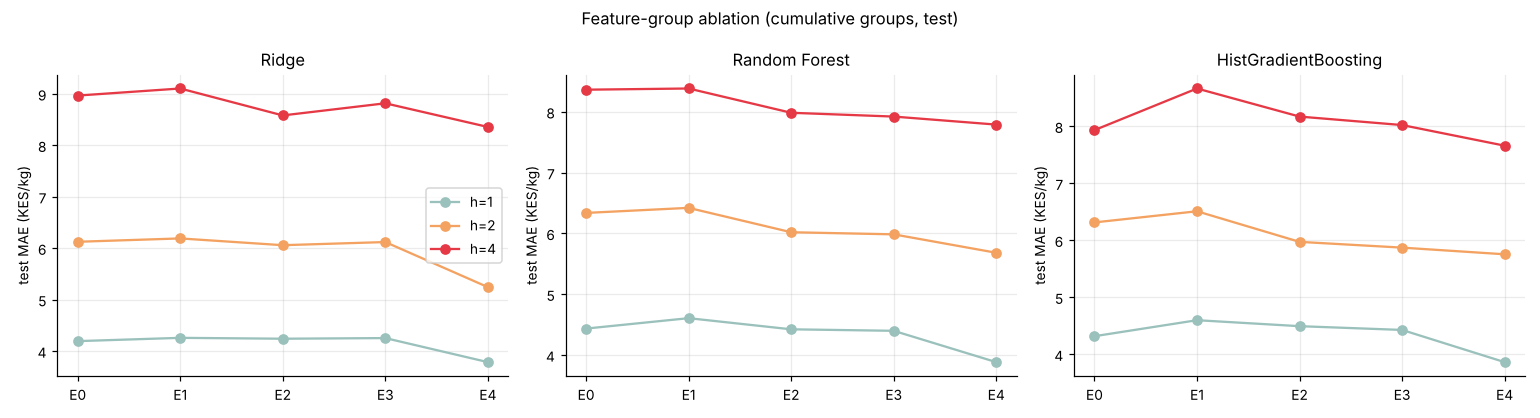 Feature-group ablation (cumulative groups, test)
Ridge
test MAE (KES/kg)
9
8
7
6
5
4
E0 E1 E2 E3 E4
h=1
h=2
h=4
Random Forest
test MAE (KES/kg)
8
7
6
5
4
E0 E1 E2 E3 E4
HistGradientBoosting
test MAE (KES/kg)
8
7
6
5
4
E0 E1 E2 E3 E4